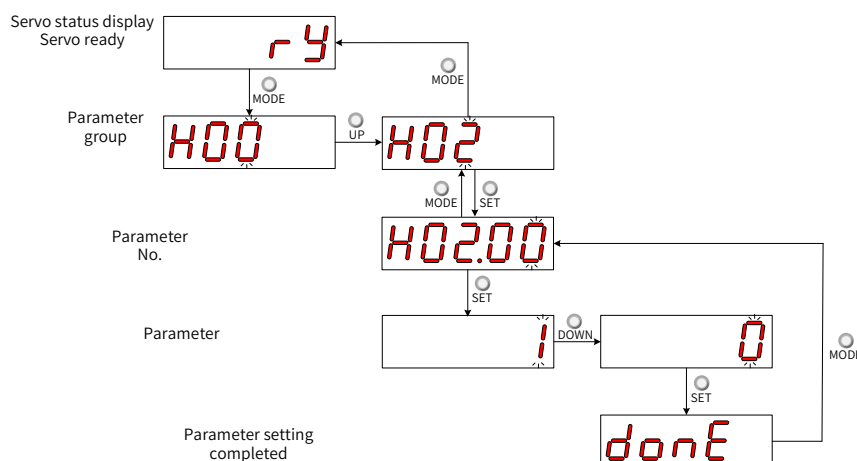 Servo status display
Servo ready
rY
MODE
MODE
Parameter
group
H00
UP
H02
MODE
SET
Parameter
No.
H02.00
SET
Parameter
1
DOWN
0
MODE
SET
Parameter setting
completed
donE